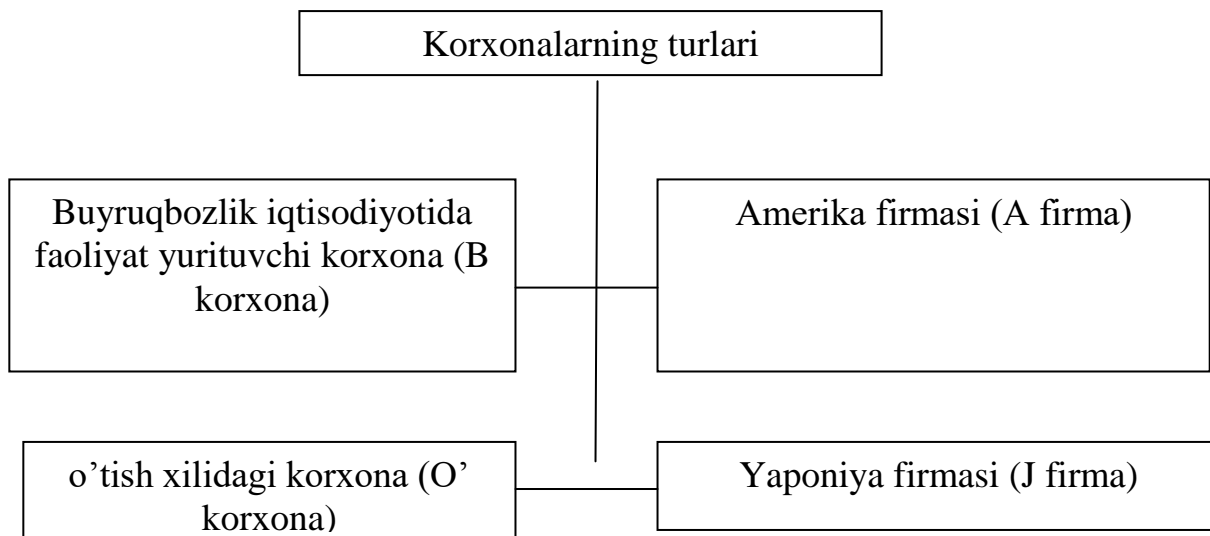 Korxonalarning turlari
Buyruqbozlik iqtisodiyotida
faoliyat yurituvchi korxona (B
korxona)
Amerika firmasi (A firma)
o’tish xilidagi korxona (O’
korxona)
Yaponiya firmasi (J firma)